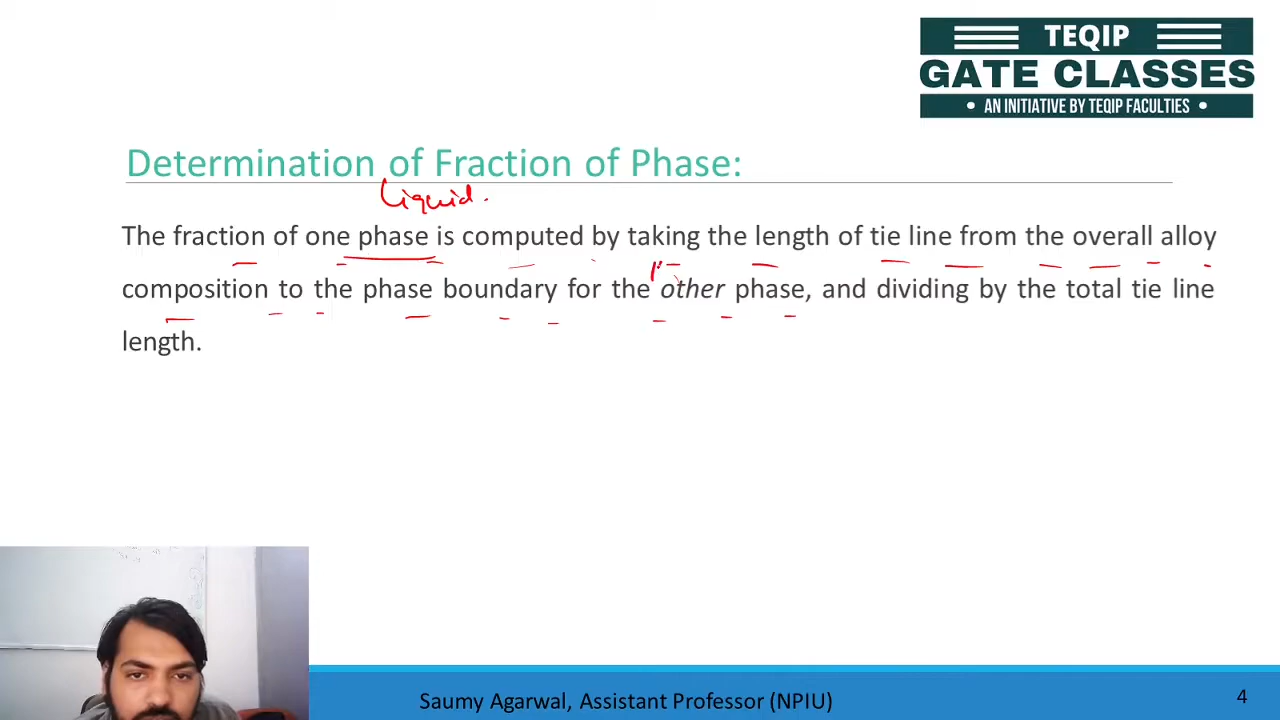 TEQIP
GATE CLASSES
• AN INITIATIVE BY TEQIP FACULTIES •
Determination of Fraction of Phase:
Liquid.
The fraction of one phase is computed by taking the length of tie line from the overall alloy
composition to the phase boundary for the other phase, and dividing by the total tie line
length.
Saumy Agarwal, Assistant Professor (NPIU)
4